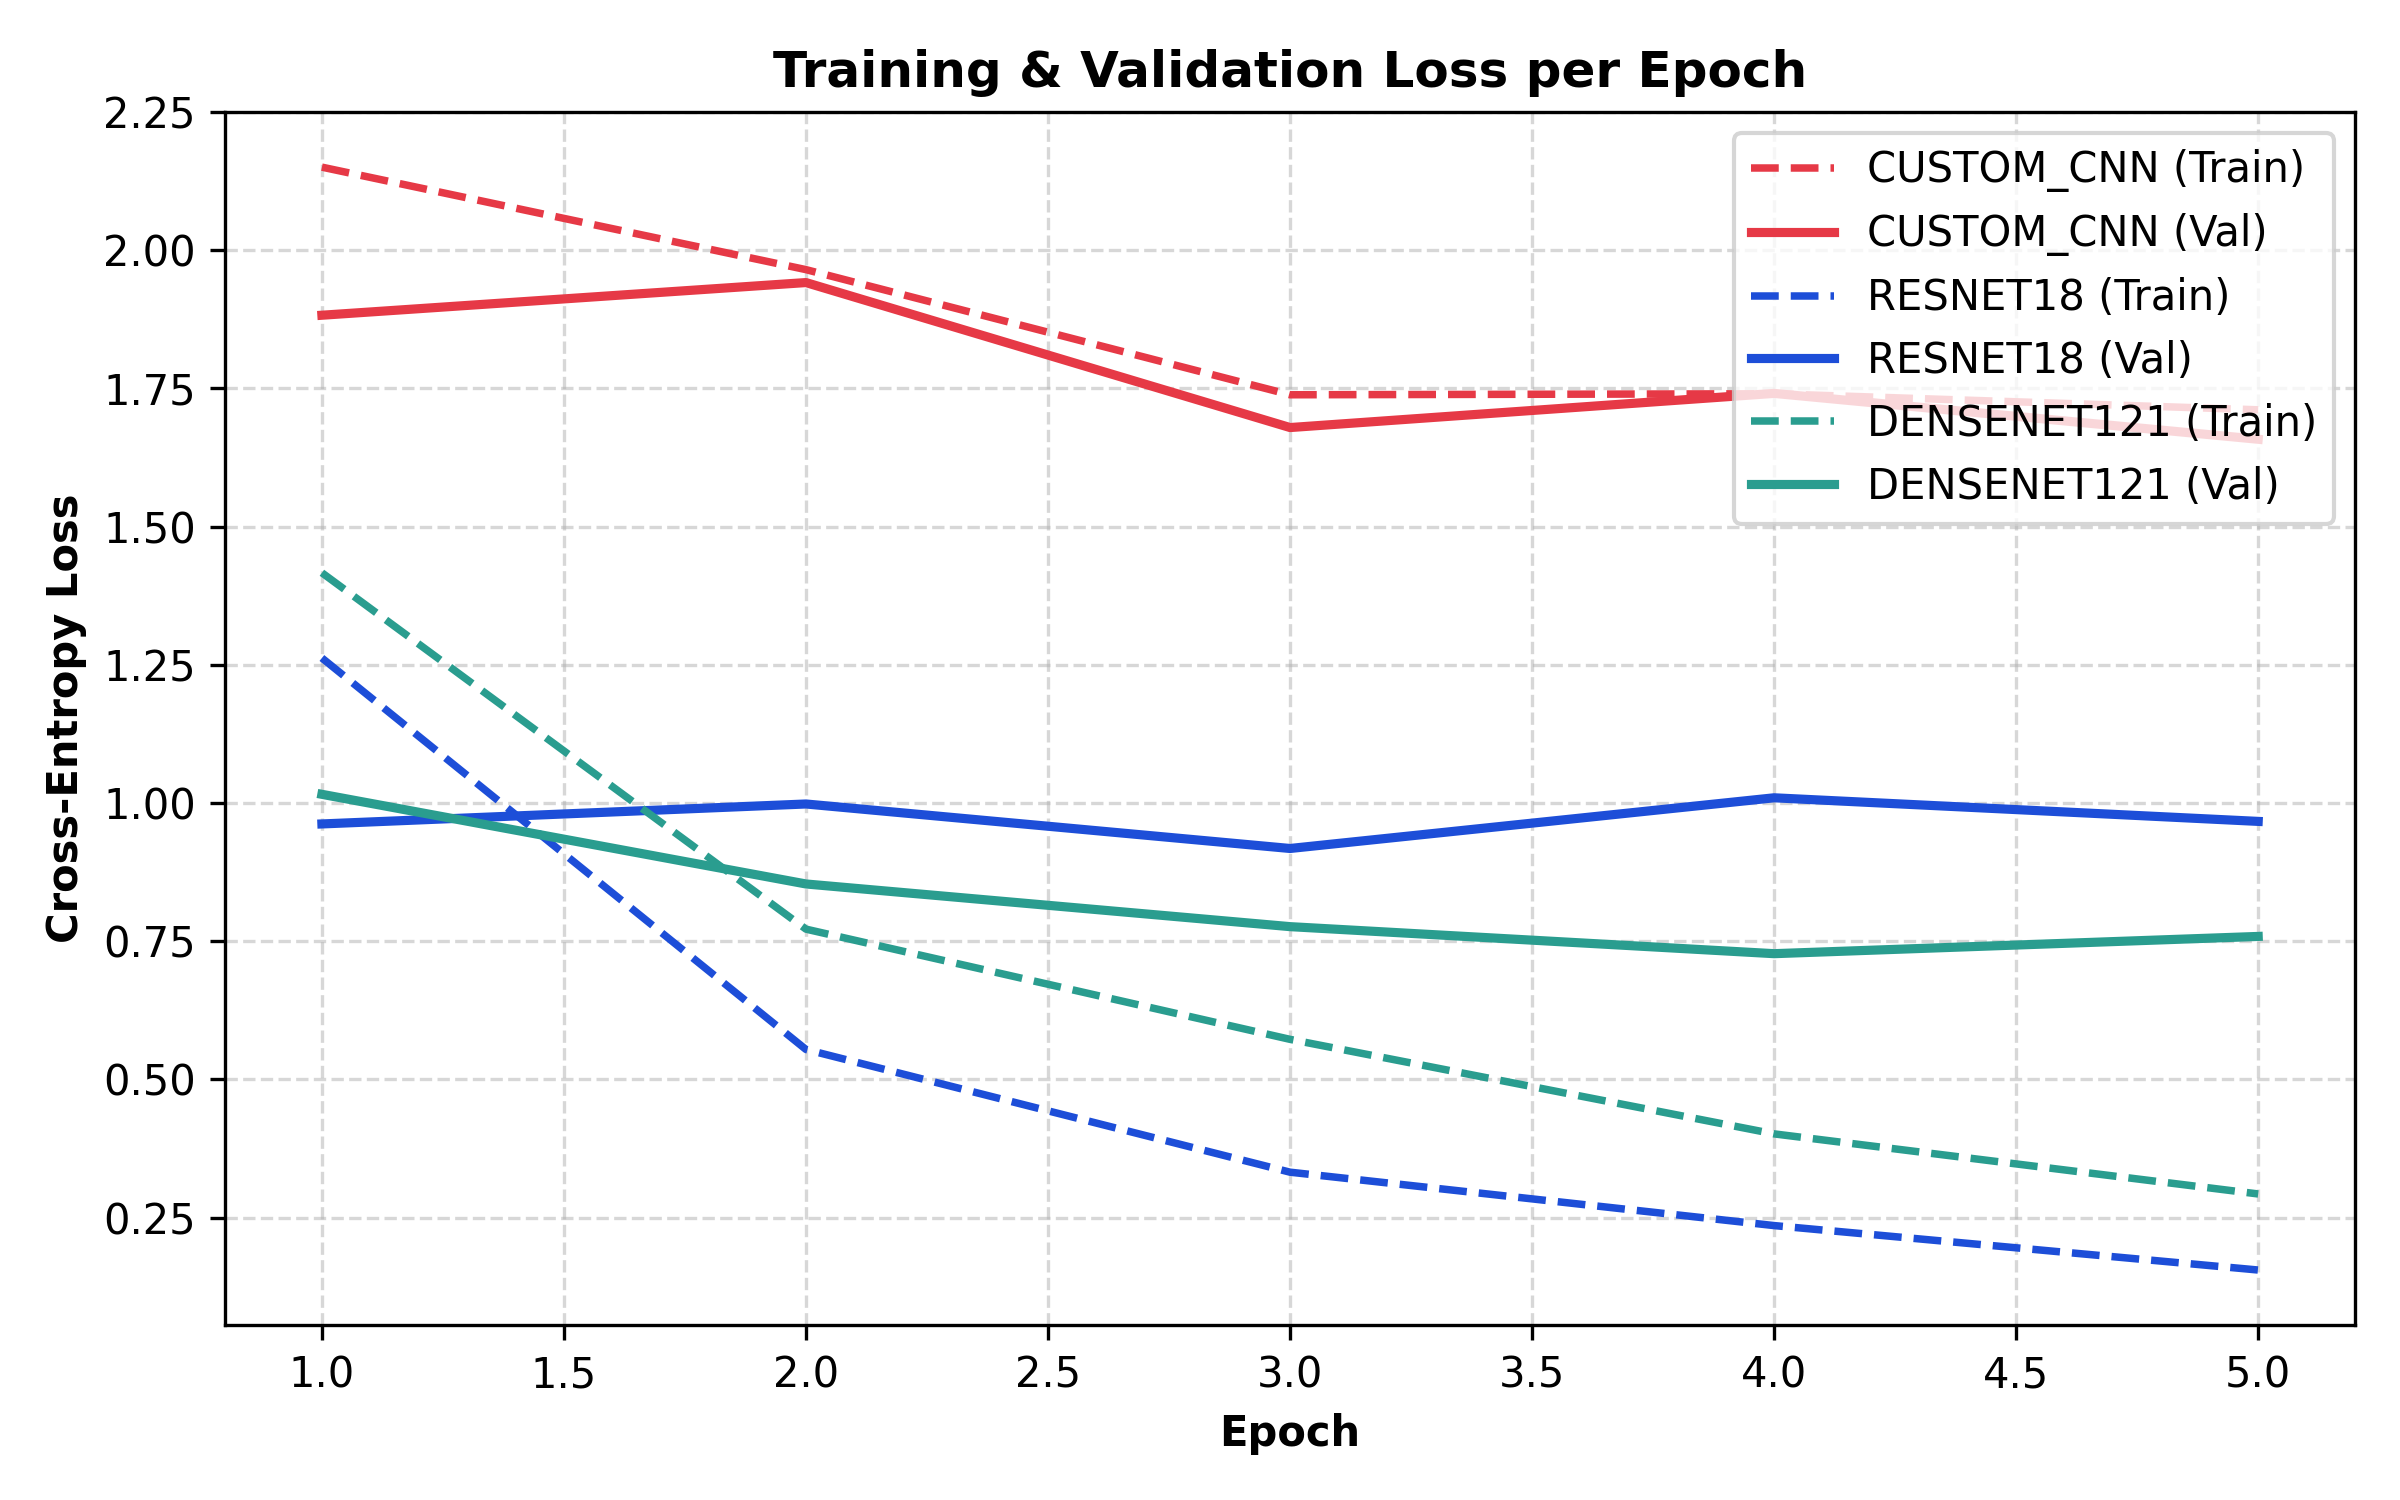 Training & Validation Loss per Epoch
2.25
2.00
1.75
1.50
1.25
1.00
0.75
0.50
0.25
Cross-Entropy Loss
CUSTOM_CNN (Train)
CUSTOM_CNN (Val)
RESNET18 (Train)
RESNET18 (Val)
DENSENET121 (Train)
DENSENET121 (Val)
1.0 1.5 2.0 2.5 3.0 3.5 4.0 4.5 5.0
Epoch